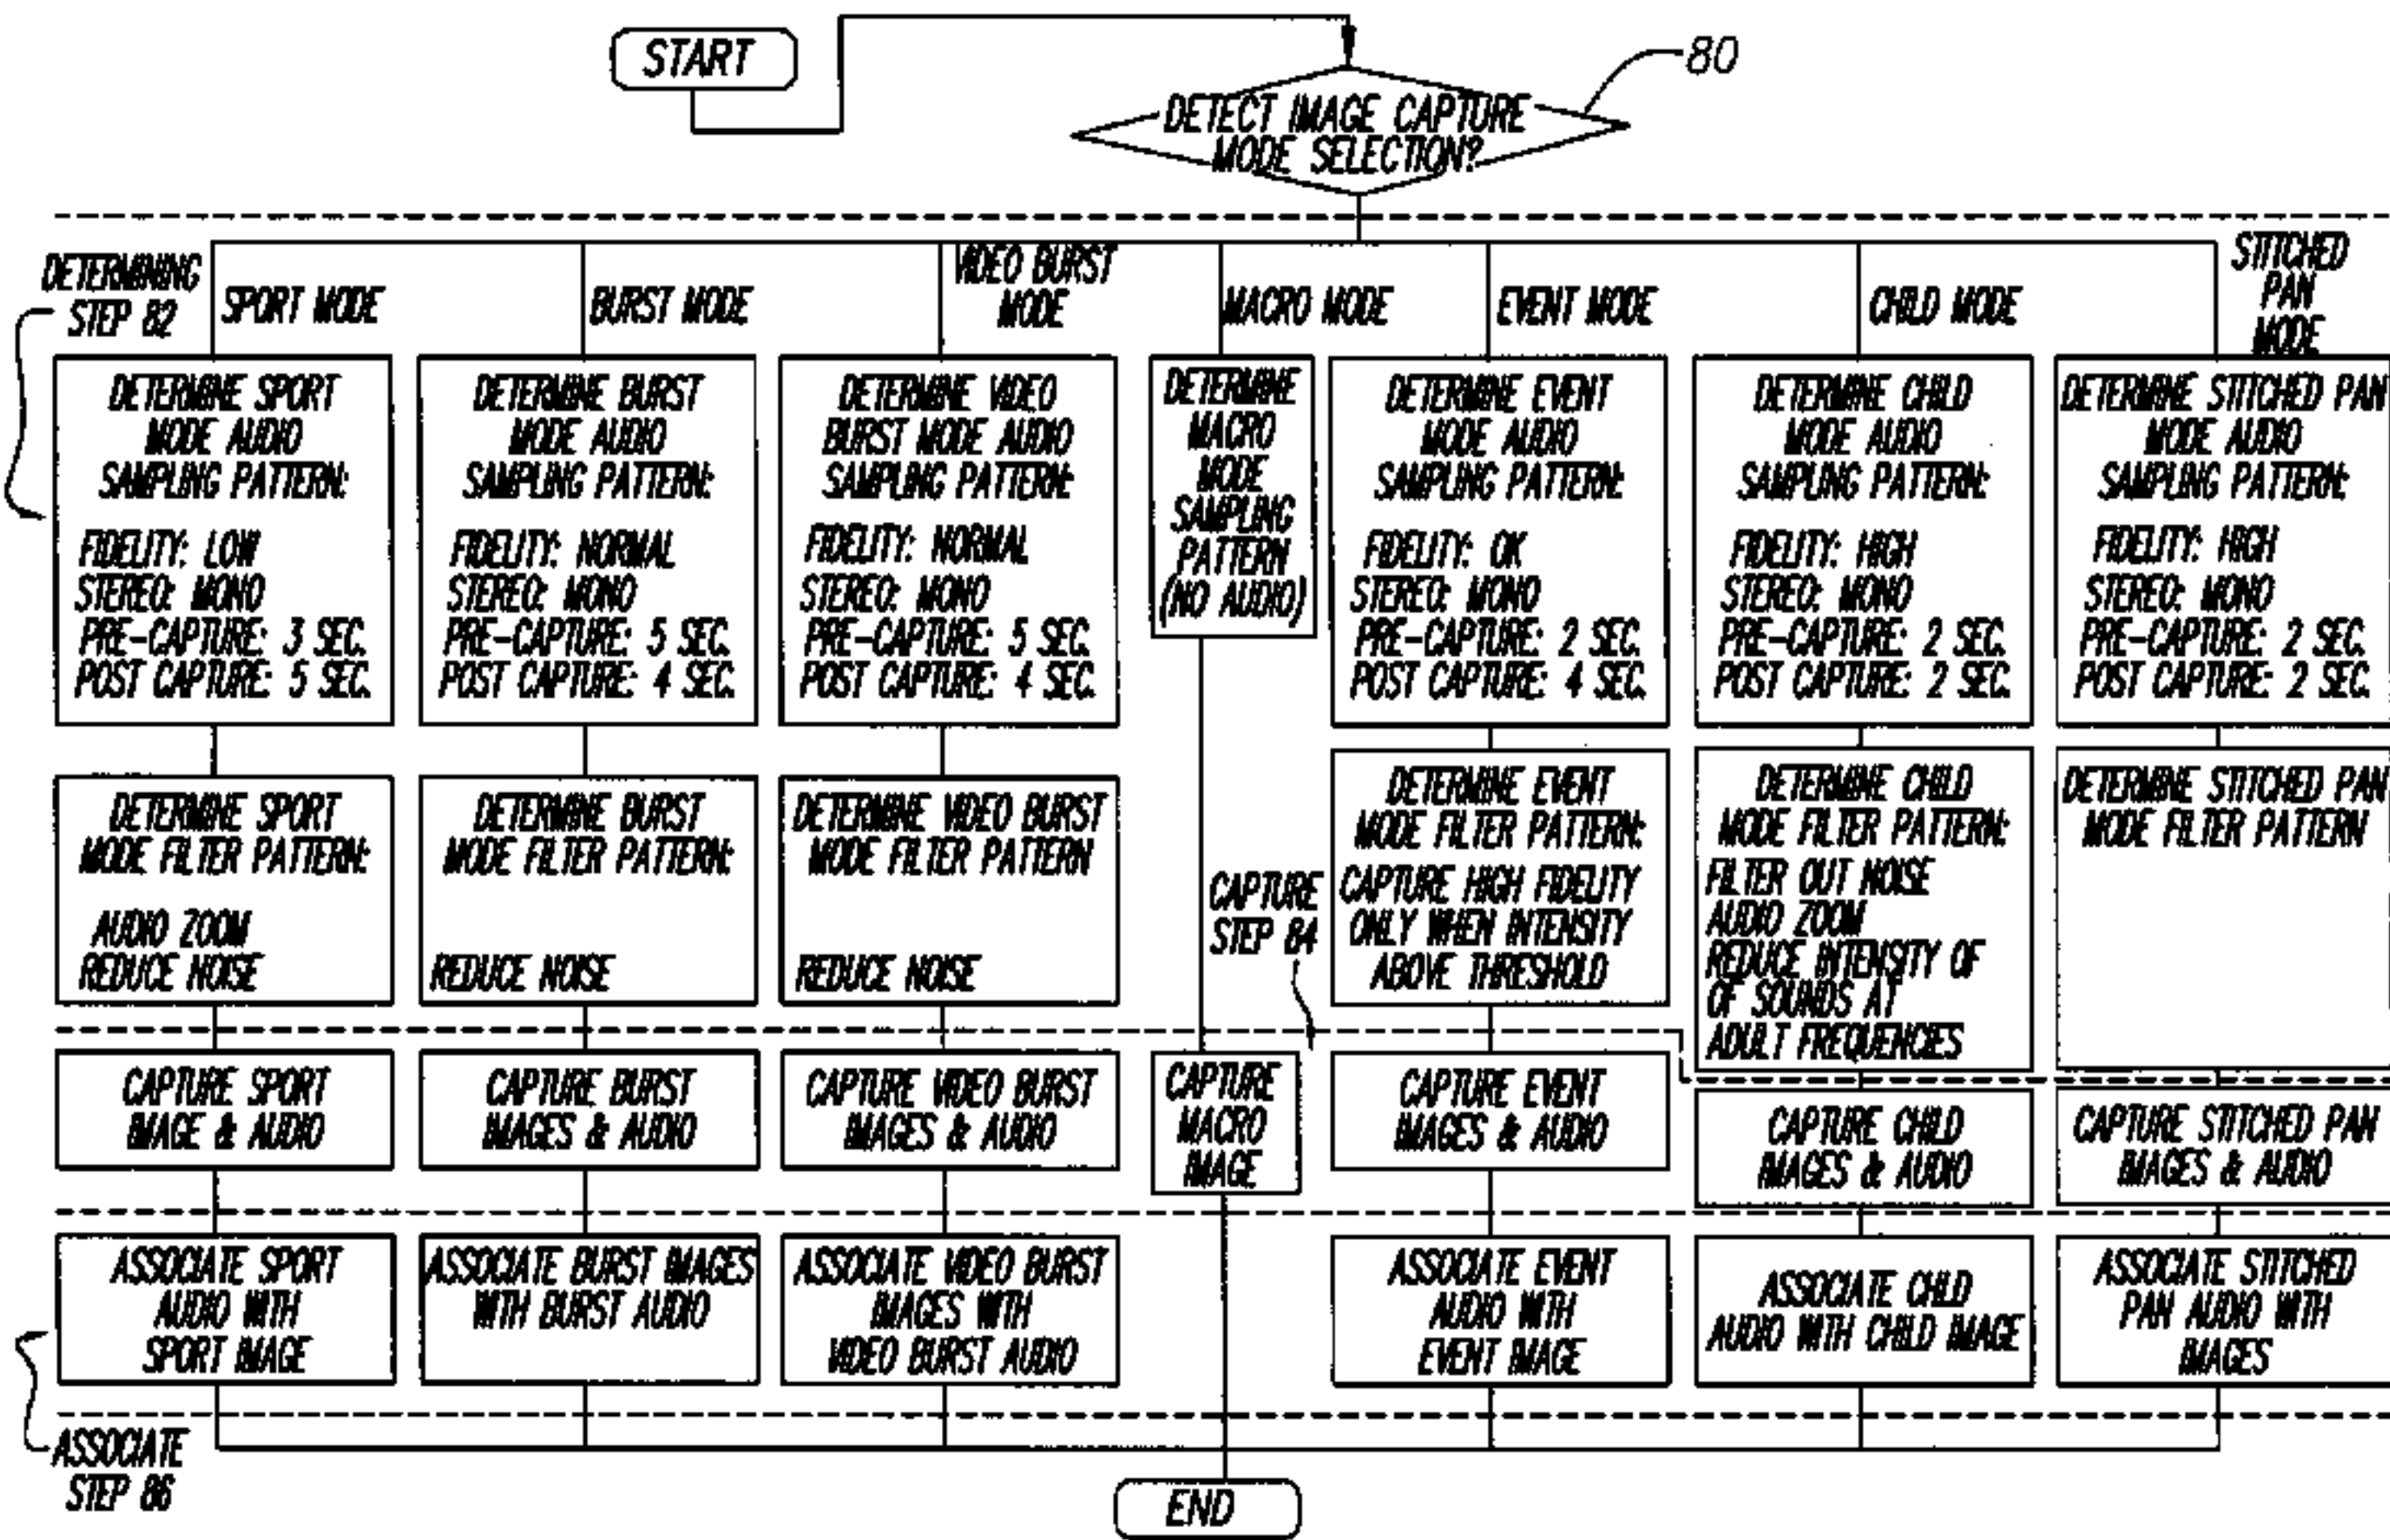 START
80
DETECT IMAGE CAPTURE
MODE SELECTION?
DETERMINING
STEP 82
SPORT MODE
BURST MODE
VIDEO BURST
MODE
MACRO MODE
EVENT MODE
CHILD MODE
STITCHED
PAN
MODE
DETERMINE SPORT
MODE AUDIO
SAMPLING PATTERN:
FIDELITY: LOW
STEREO: MONO
PRE-CAPTURE: 3 SEC.
POST CAPTURE: 5 SEC.
DETERMINE BURST
MODE AUDIO
SAMPLING PATTERN:
FIDELITY: NORMAL
STEREO: MONO
PRE-CAPTURE: 5 SEC.
POST CAPTURE: 4 SEC.
DETERMINE VIDEO
BURST MODE AUDIO
SAMPLING PATTERN:
FIDELITY: NORMAL
STEREO: MONO
PRE-CAPTURE: 5 SEC.
POST CAPTURE: 4 SEC.
DETERMINE
MACRO
MODE
SAMPLING
PATTERN
(NO AUDIO)
DETERMINE EVENT
MODE AUDIO
SAMPLING PATTERN:
FIDELITY: OK
STEREO: MONO
PRE-CAPTURE: 2 SEC.
POST CAPTURE: 4 SEC.
DETERMINE CHILD
MODE AUDIO
SAMPLING PATTERN:
FIDELITY: HIGH
STEREO: MONO
PRE-CAPTURE: 2 SEC.
POST CAPTURE: 2 SEC.
DETERMINE STITCHED PAN
MODE AUDIO
SAMPLING PATTERN:
FIDELITY: HIGH
STEREO: MONO
PRE-CAPTURE: 2 SEC.
POST CAPTURE: 2 SEC.
DETERMINE SPORT
MODE FILTER PATTERN:
AUDIO ZOOM
REDUCE NOISE
DETERMINE BURST
MODE FILTER PATTERN:
REDUCE NOISE
DETERMINE VIDEO BURST
MODE FILTER PATTERN
REDUCE NOISE
CAPTURE
STEP 84
DETERMINE EVENT
MODE FILTER PATTERN:
CAPTURE HIGH FIDELITY
ONLY WHEN INTENSITY
ABOVE THRESHOLD
DETERMINE CHILD
MODE FILTER PATTERN:
FILTER OUT NOISE
AUDIO ZOOM
REDUCE INTENSITY OF
OF SOUNDS AT
ADULT FREQUENCIES
DETERMINE STITCHED PAN
MODE FILTER PATTERN
CAPTURE SPORT
IMAGE & AUDIO
CAPTURE BURST
IMAGES & AUDIO
CAPTURE VIDEO BURST
IMAGES & AUDIO
CAPTURE
MACRO
IMAGE
CAPTURE EVENT
IMAGES & AUDIO
CAPTURE CHILD
IMAGES & AUDIO
CAPTURE STITCHED PAN
IMAGES & AUDIO
ASSOCIATE SPORT
AUDIO WITH
SPORT IMAGE
ASSOCIATE BURST IMAGES
WITH BURST AUDIO
ASSOCIATE VIDEO BURST
IMAGES WITH
VIDEO BURST AUDIO
ASSOCIATE EVENT
AUDIO WITH
EVENT IMAGE
ASSOCIATE CHLD
AUDIO WITH CHILD IMAGE
ASSOCIATE STITCHED
PAN AUDIO WITH
IMAGES
ASSOCIATE
STEP 86
END